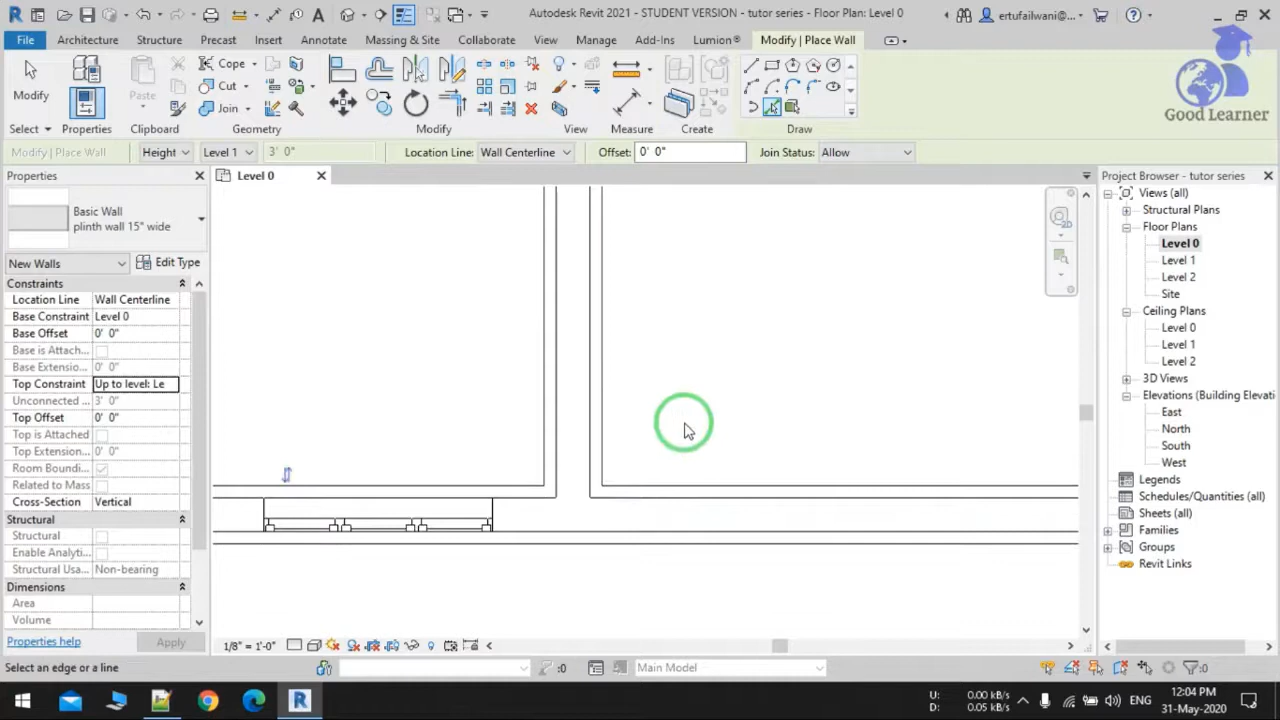 Autodesk Revit 2021 - STUDENT VERSION - tutor series - Floor Plan: Level 0
ertufailwani@...
File
Architecture
Structure
Precast
Insert
Annotate
Massing & Site
Collaborate
View
Manage
Add-Ins
Lumion®
Modify | Place Wall
Modify
Paste
Cope
Cut
Join
Select
Properties
Clipboard
Geometry
Modify
View
Measure
Create
Draw
Good Learner
Modify | Place Wall
Height
Level 1
3' 0"
Location Line:
Wall Centerline
Offset:
0' 0"
Join Status:
Allow
Properties
Basic Wall
plinth wall 15" wide
New Walls
Edit Type
Constraints
Location Line Wall Centerline
Base Constraint Level 0
Base Offset 0' 0"
Base is Attach...
Base Extensio... 0' 0"
Top Constraint Up to level: Le
Unconnected 3' 0"
Top Offset 0' 0"
Top is Attached
Top Extension... 0' 0"
Room Boundi...
Related to Mass
Cross-Section Vertical
Structural
Structural
Enable Analyti...
Structural Usa... Non-bearing
Dimensions
Area
Volume
Properties help
Apply
Level 0
2D
1/8" = 1'-0"
Project Browser - tutor series
Views (all)
Structural Plans
Floor Plans
Level 0
Level 1
Level 2
Site
Ceiling Plans
Level 0
Level 1
Level 2
3D Views
Elevations (Building Elevati
East
North
South
West
Legends
Schedules/Quantities (all)
Sheets (all)
Families
Groups
Revit Links
Select an edge or a line
:0
Main Model
:0
U: 0.00 kB/s
D: 0.05 kB/s
ENG
12:04 PM
31-May-2020